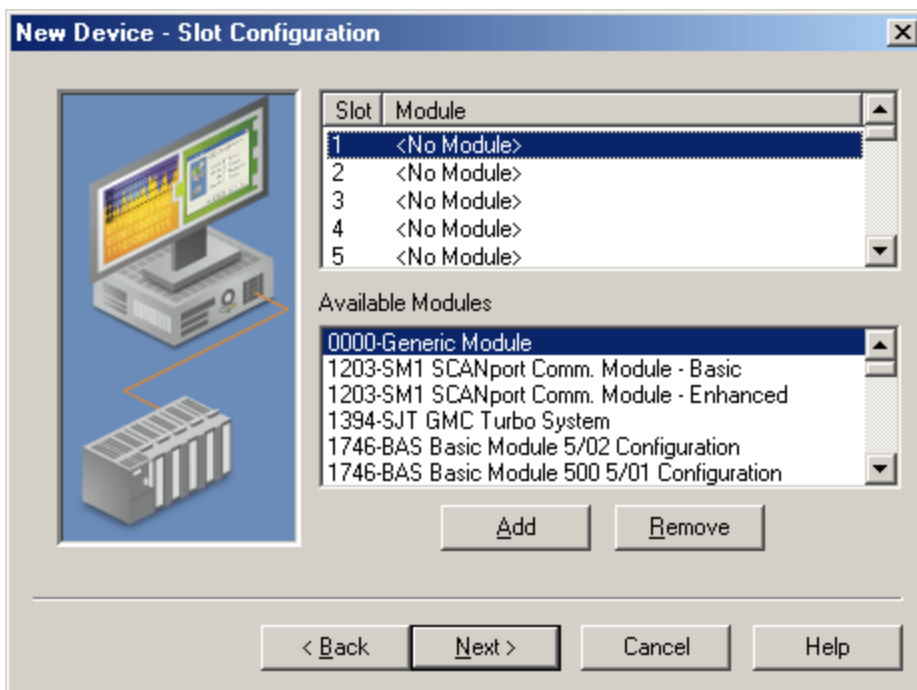 New Device - Slot Configuration
Slot Module
1 <No Module>
2 <No Module>
3 <No Module>
4 <No Module>
5 <No Module>
Available Modules
0000-Generic Module
1203-SM1 SCANport Comm. Module - Basic
1203-SM1 SCANport Comm. Module - Enhanced
1394-SJT GMC Turbo System
1746-BAS Basic Module 5/02 Configuration
1746-BAS Basic Module 500 5/01 Configuration
Add Remove
< Back Next > Cancel Help